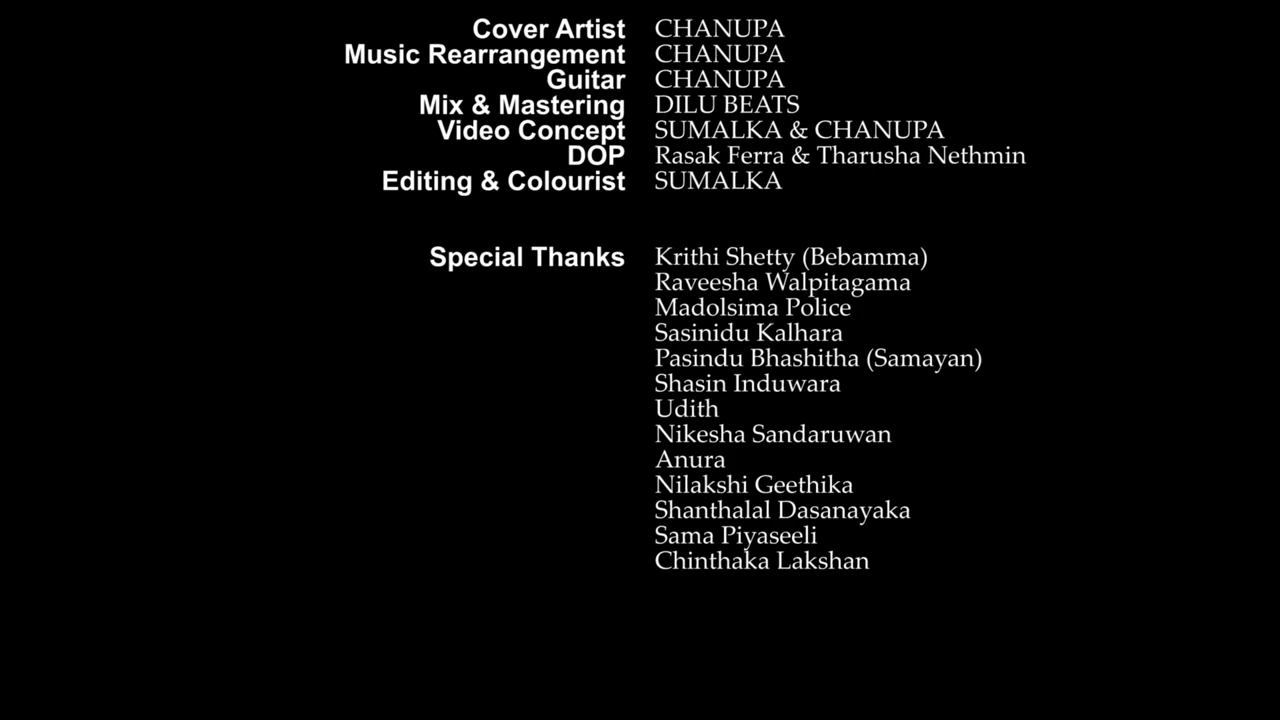 Cover Artist CHANUPA
Music Rearrangement CHANUPA
Guitar CHANUPA
Mix & Mastering DILU BEATS
Video Concept SUMALKA & CHANUPA
DOP Rasak Ferra & Tharusha Nethmin
Editing & Colourist SUMALKA
Special Thanks Krithi Shetty (Bebamma)
Raveesha Walpitagama
Madolsima Police
Sasinidu Kalhara
Pasindu Bhashitha (Samayan)
Shasin Induwara
Udith
Nikesha Sandaruwan
Anura
Nilakshi Geethika
Shanthalal Dasanayaka
Sama Piyaseeli
Chinthaka Lakshan